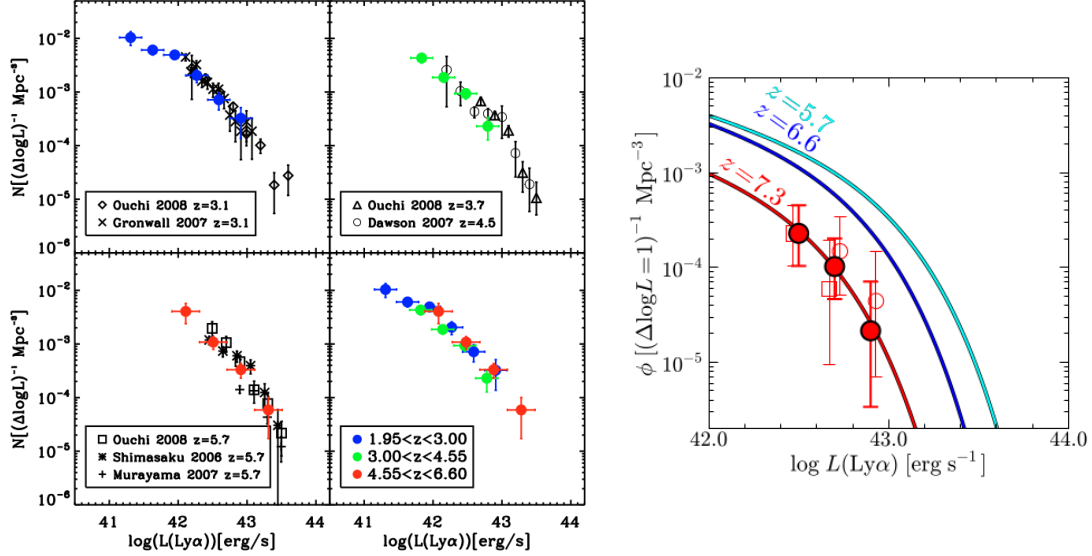 10⁻²
10⁻³
10⁻⁴
10⁻⁵
10⁻⁶
N[(ΔlogL)⁻¹ Mpc⁻³]
◇ Ouchi 2008 z=3.1
× Gronwall 2007 z=3.1
△ Ouchi 2008 z=3.7
○ Dawson 2007 z=4.5
10⁻²
10⁻³
10⁻⁴
10⁻⁵
10⁻⁶
N[(ΔlogL)⁻¹ Mpc⁻³]
□ Ouchi 2008 z=5.7
✱ Shimasaku 2006 z=5.7
+ Murayama 2007 z=5.7
1.95<z<3.00
3.00<z<4.55
4.55<z<6.60
41 42 43 44
41 42 43 44
log(L(Lyα))[erg/s]
log(L(Lyα))[erg/s]
10⁻²
10⁻³
10⁻⁴
10⁻⁵
ϕ [(ΔlogL = 1)⁻¹ Mpc⁻³]
z=5.7
z=6.6
z=7.3
42.0 43.0 44.0
log L(Lyα) [erg s⁻¹]